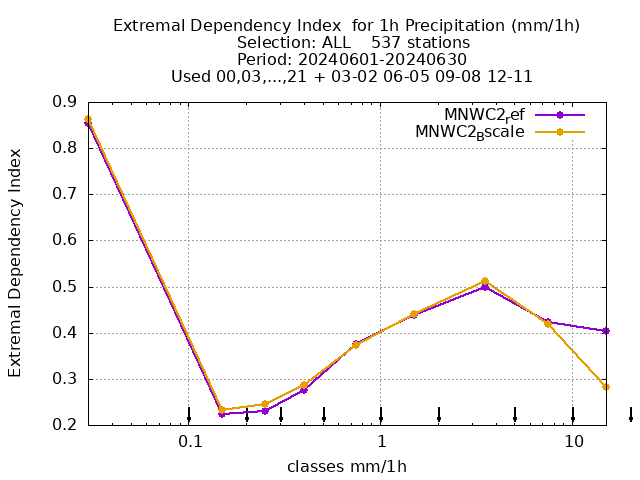 Extremal Dependency Index  for 1h Precipitation (mm/1h)
Selection: ALL    537 stations
Period: 20240601-20240630
Used 00,03,...,21 + 03-02 06-05 09-08 12-11
MNWC2ref
MNWC2Bscale
0.9
0.8
0.7
0.6
0.5
0.4
0.3
0.2
Extremal Dependency Index
0.1 1 10
classes mm/1h